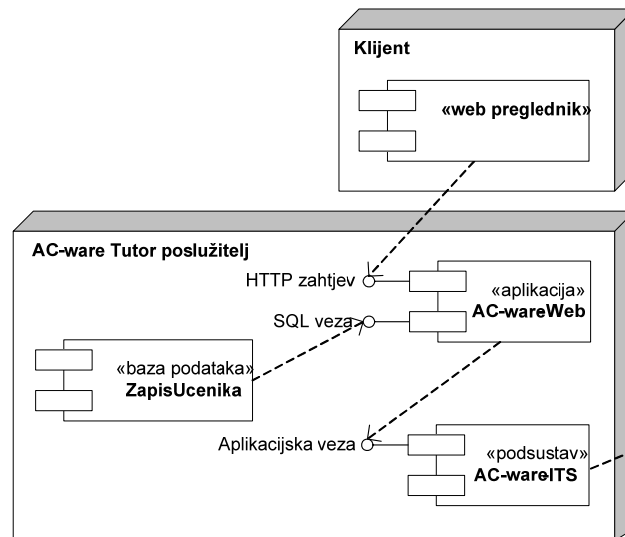 Klijent
«web preglednik»
AC-ware Tutor poslužitelj
HTTP zahtjev
«aplikacija»
AC-wareWeb
SQL veza
«baza podataka»
ZapisUcenika
Aplikacijska veza
«podsustav»
AC-wareITS